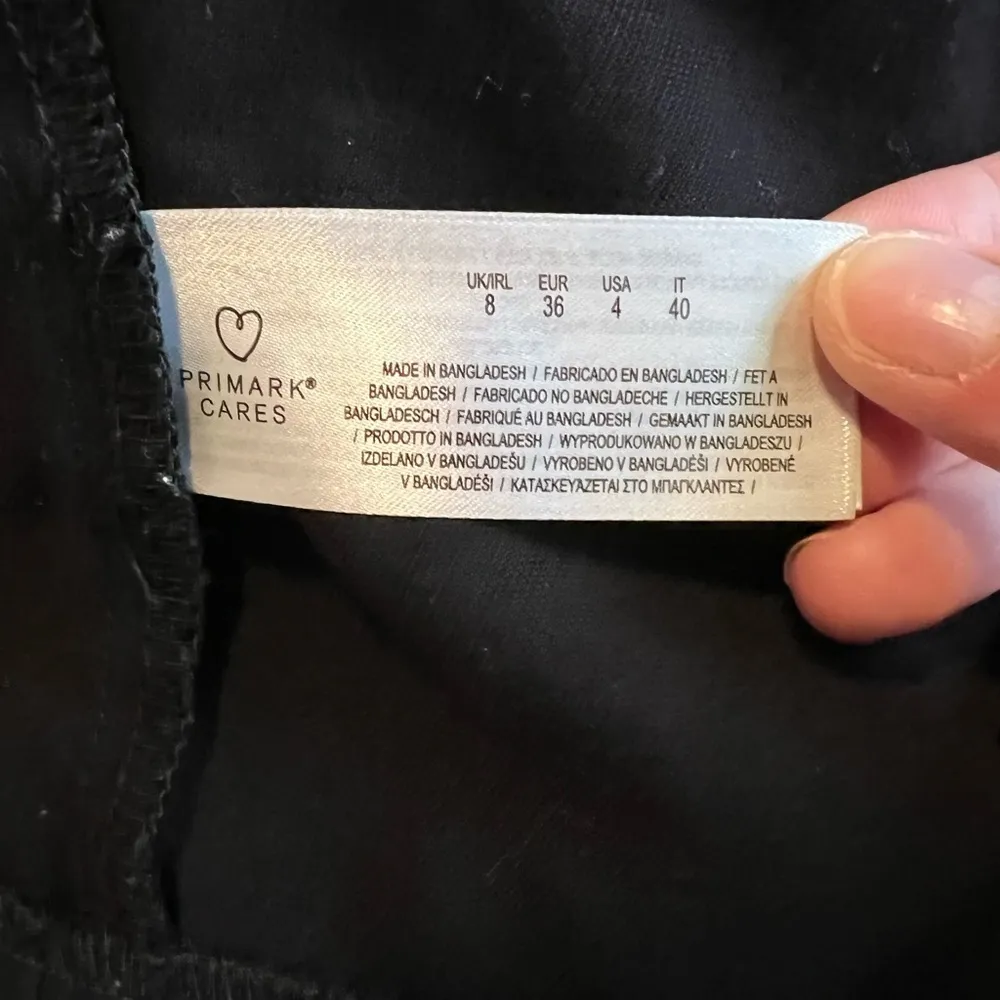 UK/IRL EUR USA IT
8 36 4 40
PRIMARK®
CARES
MADE IN BANGLADESH / FABRICADO EN BANGLADESH / FET A
BANGLADESH / FABRICADO NO BANGLADECHE / HERGESTELLT IN
BANGLADESCH / FABRIQUÉ AU BANGLADESH / GEMAAKT IN BANGLADESH
/ PRODOTTO IN BANGLADESH / WYPRODUKOWANO W BANGLADESZU /
IZDELANO V BANGLADEŠU / VYROBENO V BANGLADÉŠI / VYROBENÉ
V BANGLADÉŠI / ΚΑΤΑΣΚΕΥΑΖΕΤΑΙ ΣΤΟ ΜΠΑΓΚΛΑΝΤΕΣ /